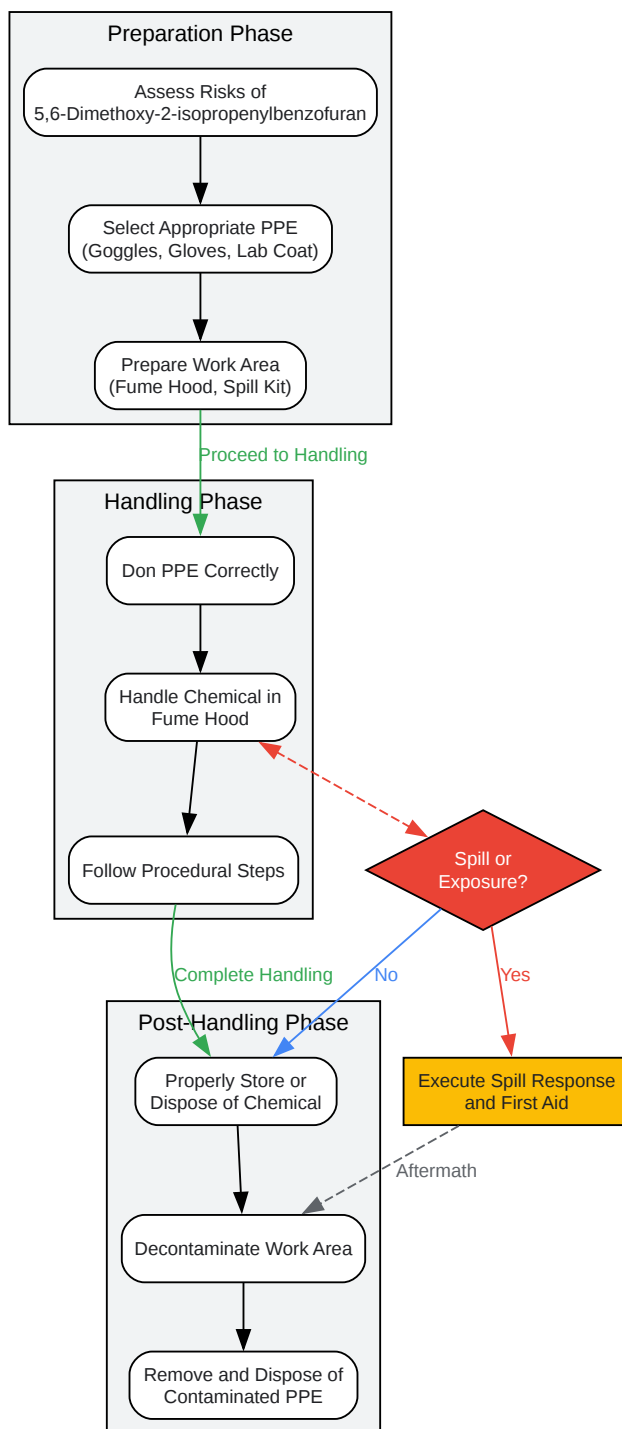 Preparation Phase
Assess Risks of
5,6-Dimethoxy-2-isopropenylbenzofuran
Select Appropriate PPE
(Goggles, Gloves, Lab Coat)
Prepare Work Area
(Fume Hood, Spill Kit)
Proceed to Handling
Handling Phase
Don PPE Correctly
Handle Chemical in
Fume Hood
Follow Procedural Steps
Spill or
Exposure?
Complete Handling
No
Yes
Post-Handling Phase
Properly Store or
Dispose of Chemical
Execute Spill Response
and First Aid
Aftermath
Decontaminate Work Area
Remove and Dispose of
Contaminated PPE